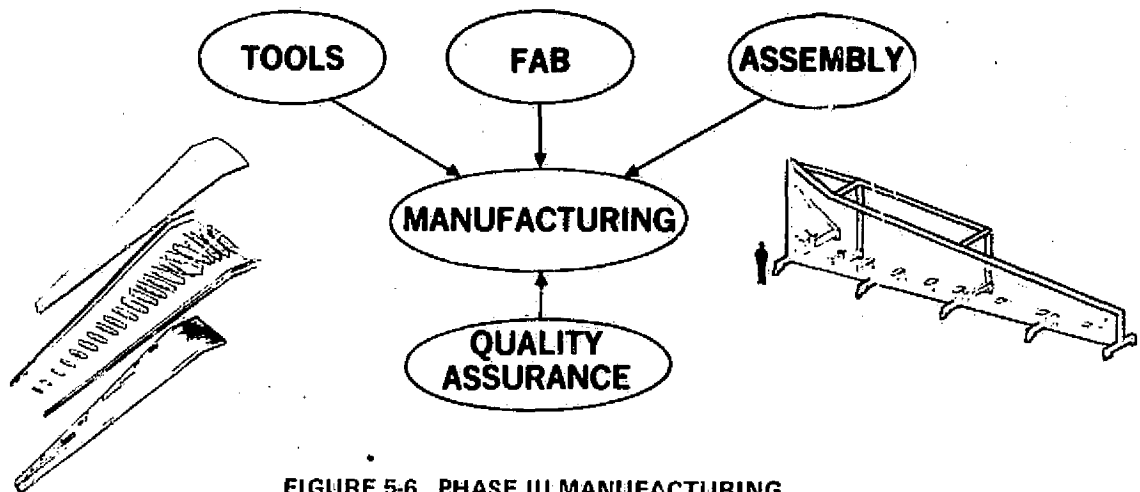 TOOLS
FAB
ASSEMBLY
MANUFACTURING
QUALITY
ASSURANCE
FIGURE 5-6 PHASE III MANUFACTURING